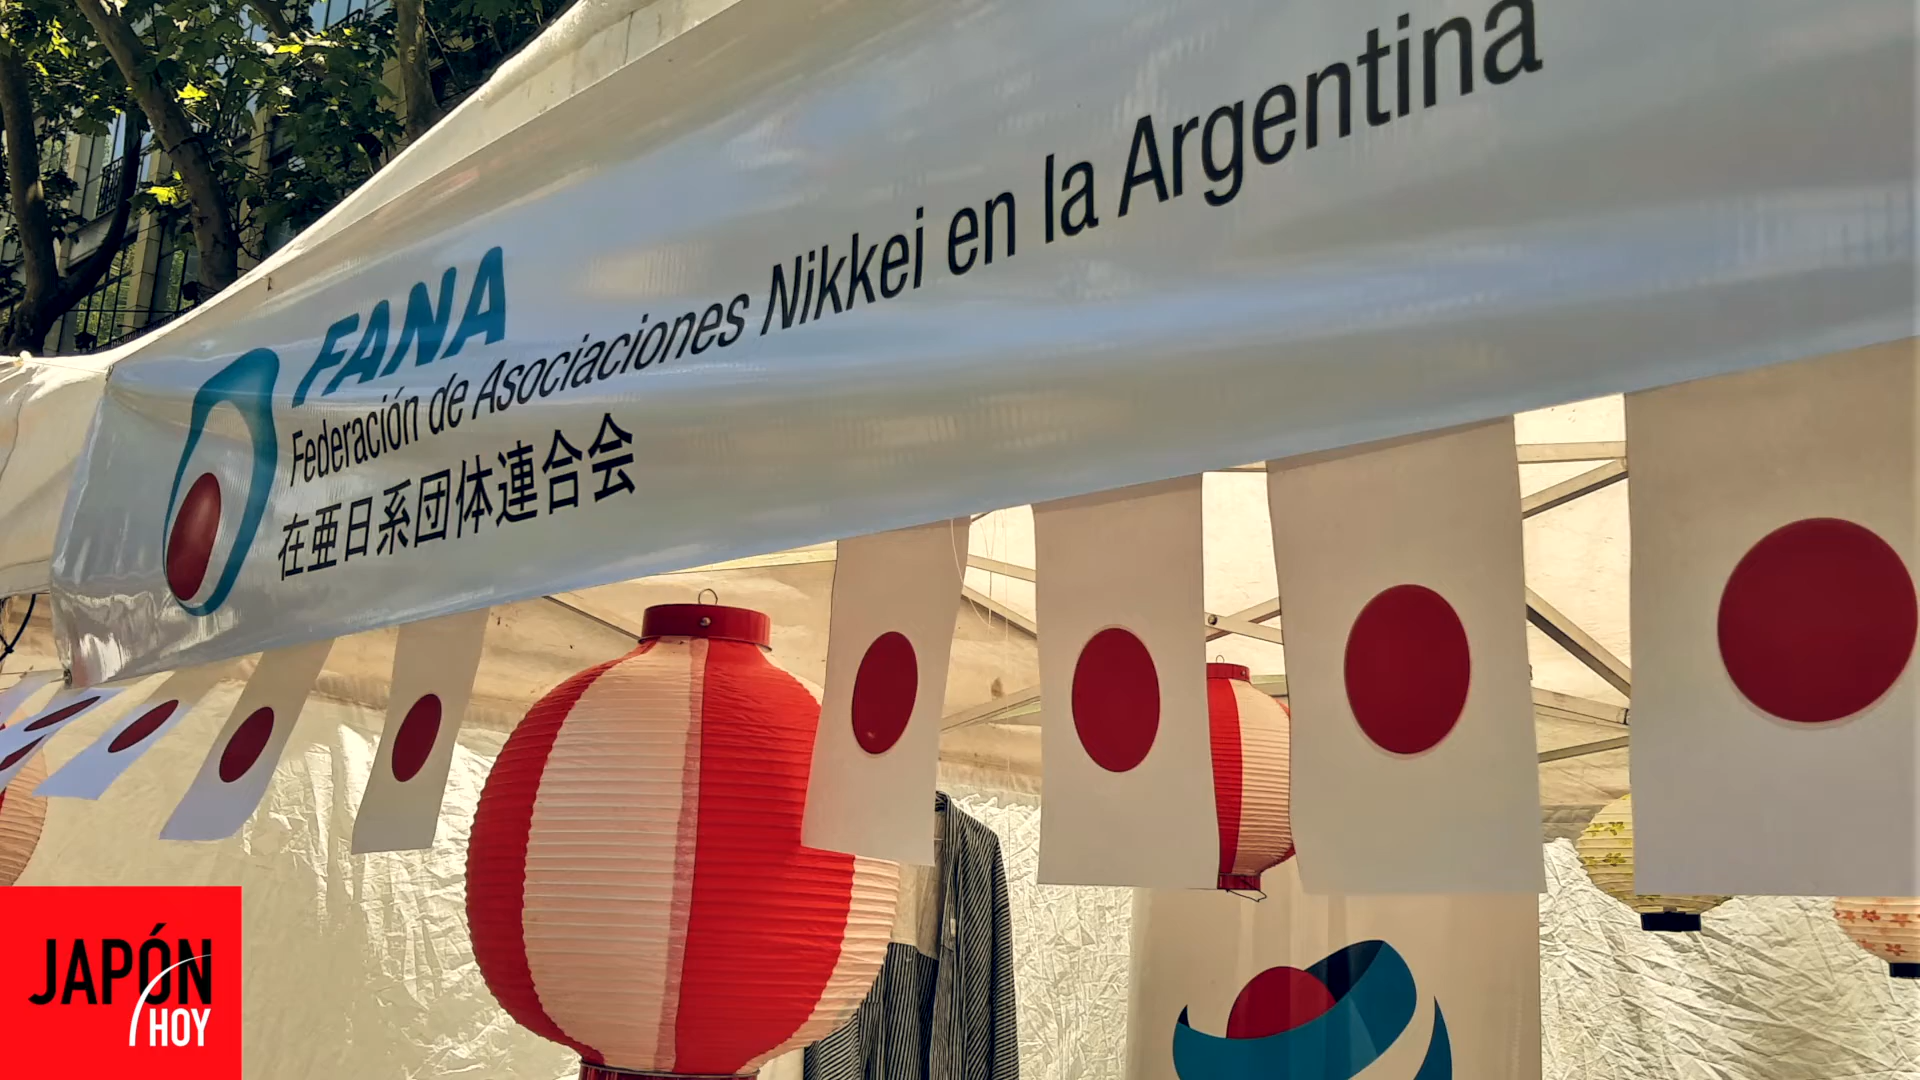 FANA
Federación de Asociaciones Nikkei en la Argentina
在亜日系団体連合会
JAPÓN
HOY